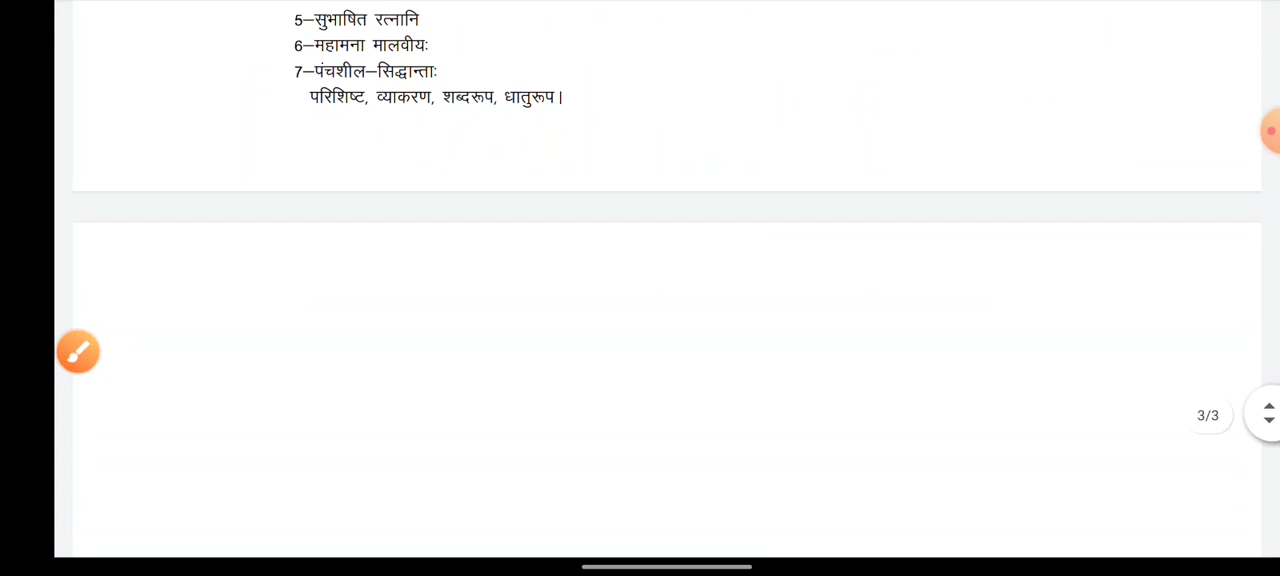 5–सुभाषित रत्नानि
6–महामना मालवीयः
7–पंचशील–सिद्धान्ताः
परिशिष्ट, व्याकरण, शब्दरूप, धातुरूप।
3/3